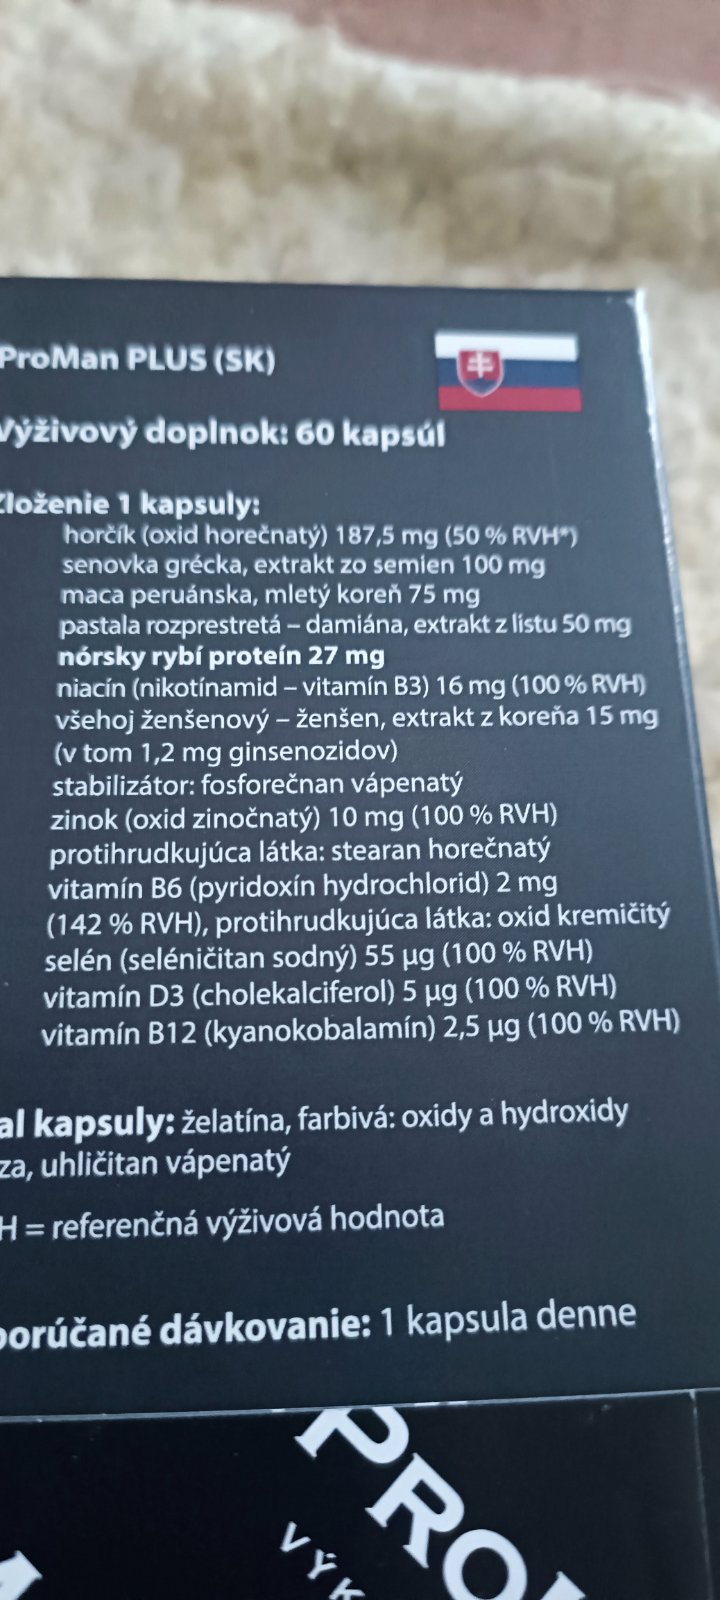 ProMan PLUS (SK)
Výživový doplnok: 60 kapsúl
Zloženie 1 kapsuly:
horčík (oxid horečnatý) 187,5 mg (50 % RVH*)
senovka grécka, extrakt zo semien 100 mg
maca peruánska, mletý koreň 75 mg
pastala rozprestretá – damiána, extrakt z listu 50 mg
nórsky rybí proteín 27 mg
niacín (nikotínamid – vitamín B3) 16 mg (100 % RVH)
všehoj ženšenový – ženšen, extrakt z koreňa 15 mg
(v tom 1,2 mg ginsenozidov)
stabilizátor: fosforečnan vápenatý
zinok (oxid zinočnatý) 10 mg (100 % RVH)
protihrudkujúca látka: stearan horečnatý
vitamín B6 (pyridoxín hydrochlorid) 2 mg
(142 % RVH), protihrudkujúca látka: oxid kremičitý
selén (seléničitan sodný) 55 µg (100 % RVH)
vitamín D3 (cholekalciferol) 5 µg (100 % RVH)
vitamín B12 (kyanokobalamín) 2,5 µg (100 % RVH)
al kapsuly: želatína, farbivá: oxidy a hydroxidy
za, uhličitan vápenatý
H = referenčná výživová hodnota
porúčané dávkovanie: 1 kapsula denne
PRO
VÝK